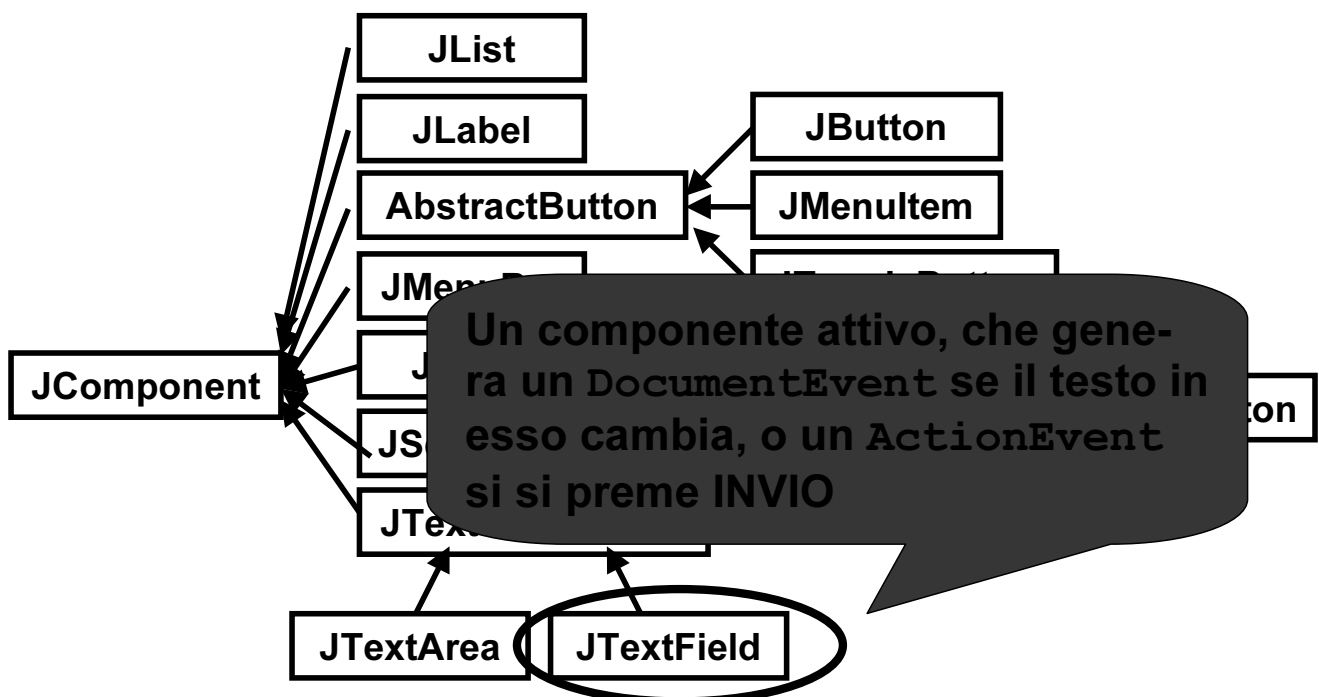 JList
JLabel
JButton
AbstractButton
JMenuItem
Un componente attivo, che gene-
ra un DocumentEvent se il testo in
JComponent
esso cambia, o un ActionEvent
si si preme INVIO
JTextArea
JTextField